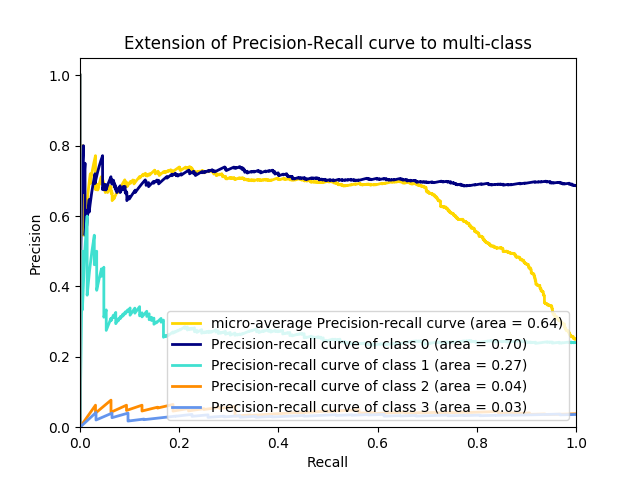 Extension of Precision-Recall curve to multi-class
1.0
0.8
0.6
0.4
0.2
0.0
Precision
micro-average Precision-recall curve (area = 0.64)
Precision-recall curve of class 0 (area = 0.70)
Precision-recall curve of class 1 (area = 0.27)
Precision-recall curve of class 2 (area = 0.04)
Precision-recall curve of class 3 (area = 0.03)
0.0 0.2 0.4 0.6 0.8 1.0
Recall